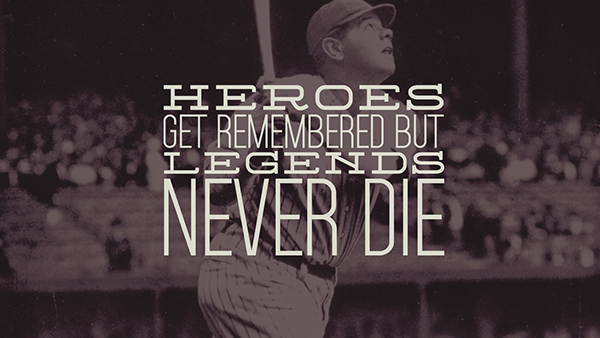 HEROES
GET REMEMBERED BUT
LEGENDS
NEVER DIE